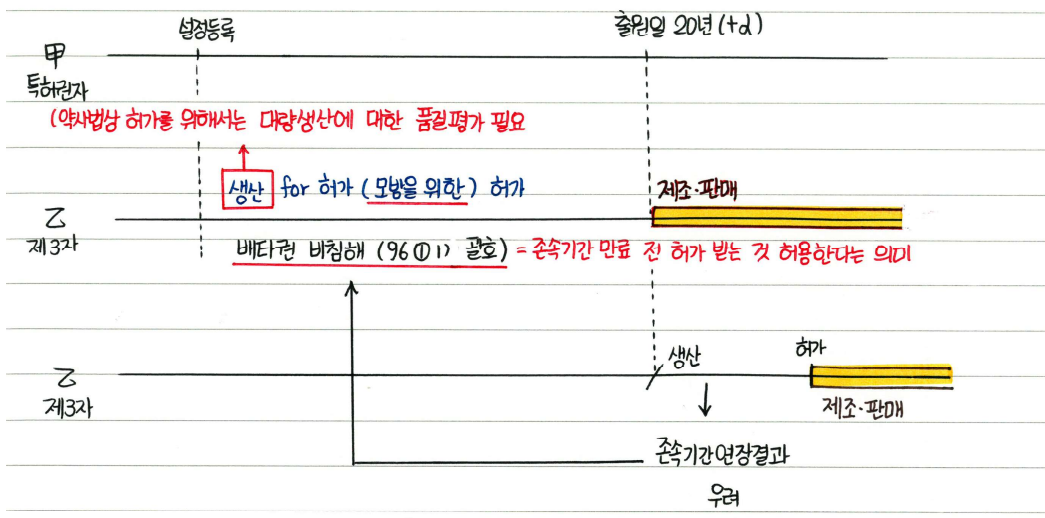 설정등록
출원일 20년 (+α)
甲
특허권자
(약사법상 허가를 위해서는 대량생산에 대한 품질평가 필요
생산 for 허가 (모방을 위한) 허가
제조·판매
乙
제3자
배타권 비침해 (96①1) 괄호) = 존속기간 만료 전 허가 받는 것 허용한다는 의미
생산
허가
乙
제3자
제조·판매
존속기간연장결과
우려